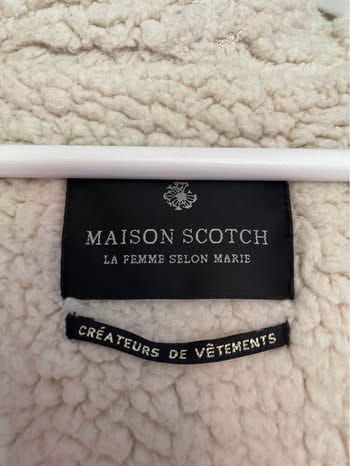 MAISON SCOTCH
LA FEMME SELON MARIE
CRÉATEURS DE VÊTEMENTS